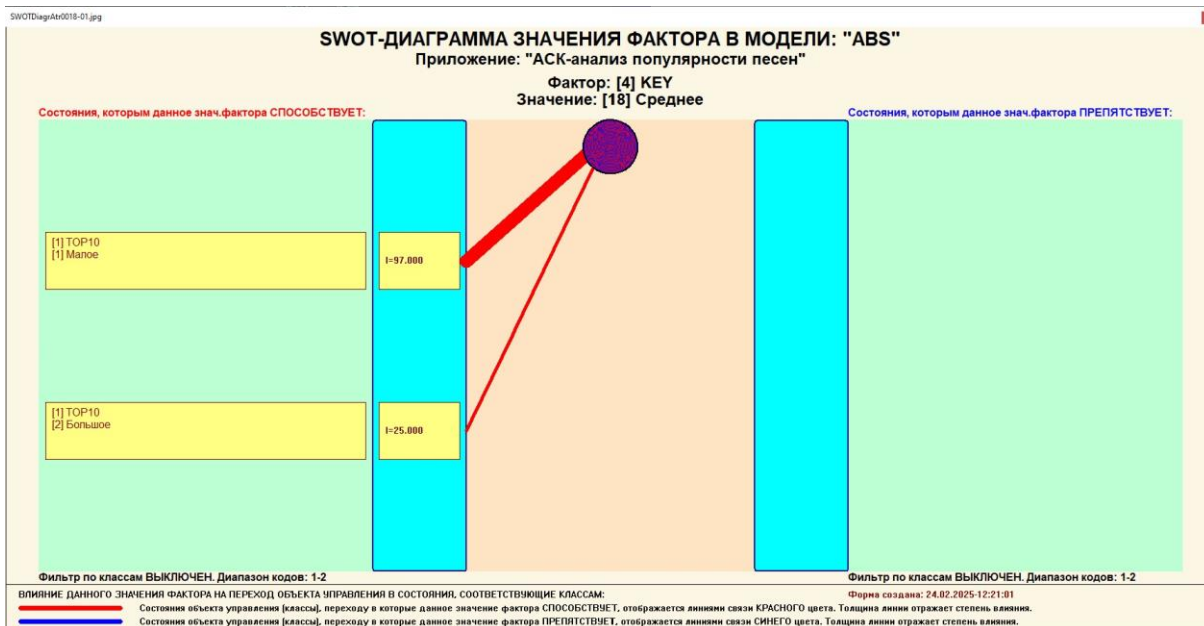 SWOTDiagrAtr0018-01.jpg
SWOT-ДИАГРАММА ЗНАЧЕНИЯ ФАКТОРА В МОДЕЛИ: "ABS"
Приложение: "АСК-анализ популярности песен"
Фактор: [4] KEY
Значение: [18] Среднее
Состояния, которым данное знач.фактора СПОСОБСТВУЕТ:
Состояния, которым данное знач.фактора ПРЕПЯТСТВУЕТ:
[1] TOP10
[1] Малое
I=97.000
[1] TOP10
[2] Большое
I=25.000
Фильтр по классам ВЫКЛЮЧЕН. Диапазон кодов: 1-2
Фильтр по классам ВЫКЛЮЧЕН. Диапазон кодов: 1-2
ВЛИЯНИЕ ДАННОГО ЗНАЧЕНИЯ ФАКТОРА НА ПЕРЕХОД ОБЪЕКТА УПРАВЛЕНИЯ В СОСТОЯНИЯ, СООТВЕТСТВУЮЩИЕ КЛАССАМ:
Форма создана: 24.02.2025-12:21:01
Состояния объекта управления (классы), переходу в которые данное значение фактора СПОСОБСТВУЕТ, отображается линиями связи КРАСНОГО цвета. Толщина линии отражает степень влияния.
Состояния объекта управления (классы), переходу в которые данное значение фактора ПРЕПЯТСТВУЕТ, отображается линиями связи СИНЕГО цвета. Толщина линии отражает степень влияния.